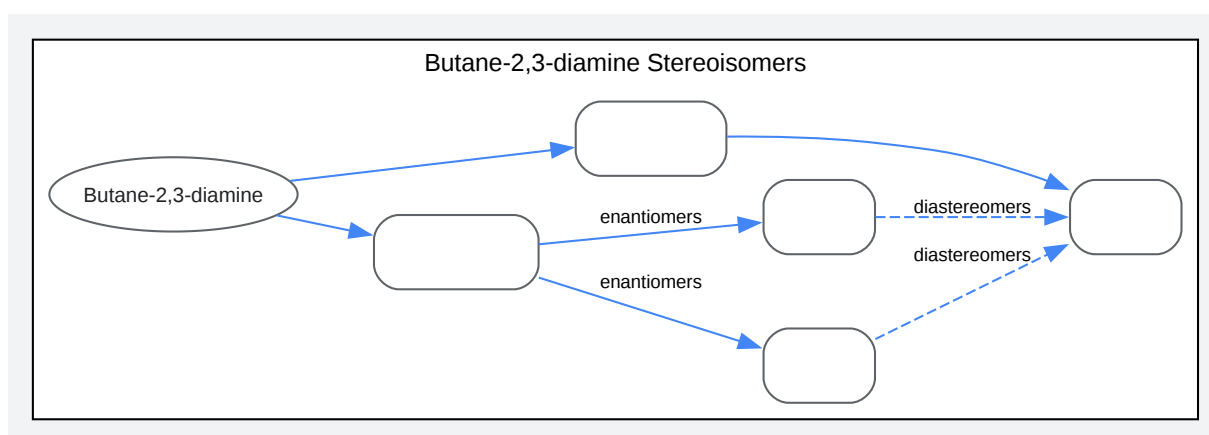 Butane-2,3-diamine Stereoisomers
Butane-2,3-diamine
enantiomers
enantiomers
diastereomers
diastereomers